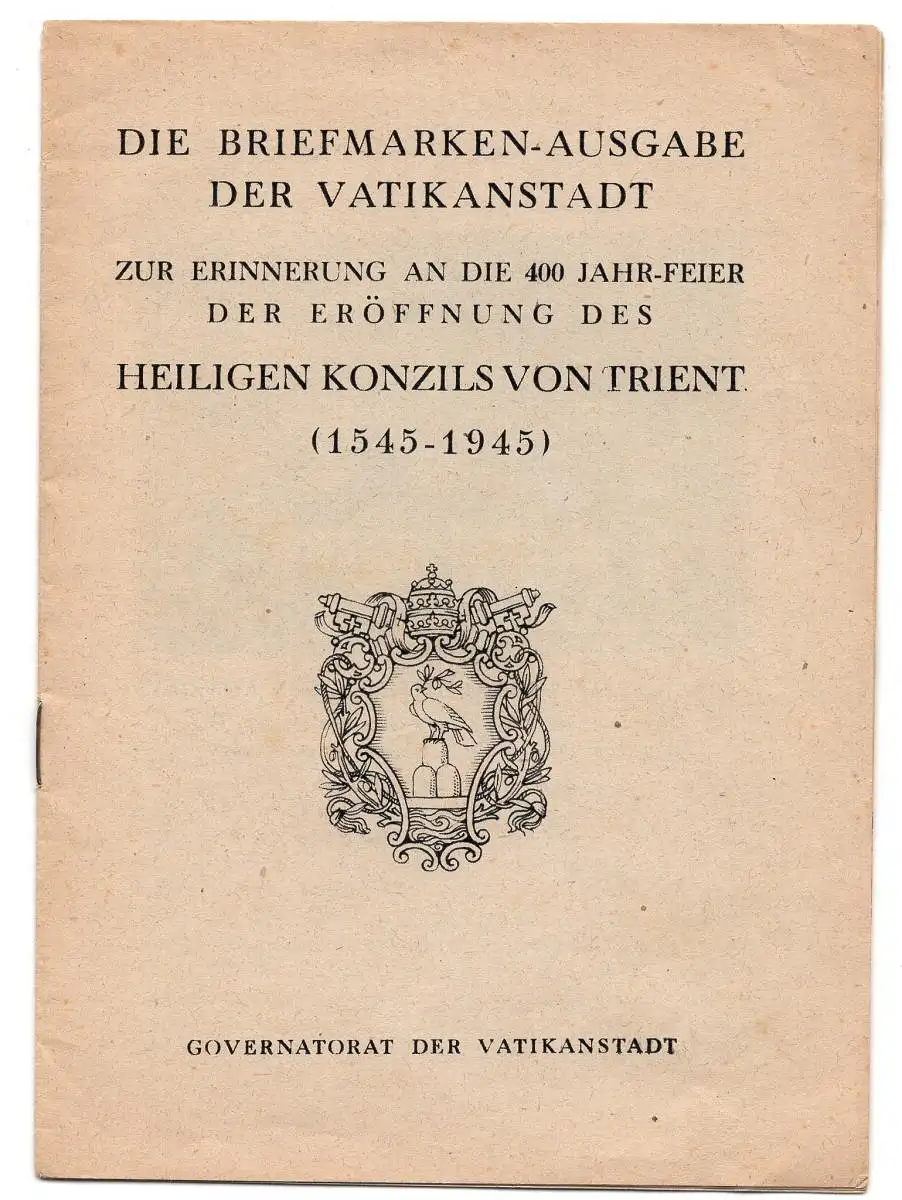 DIE BRIEFMARKEN-AUSGABE
DER VATIKANSTADT
ZUR ERINNERUNG AN DIE 400 JAHR-FEIER
DER ERÖFFNUNG DES
HEILIGEN KONZILS VON TRIENT
(1545-1945)
GOVERNATORAT DER VATIKANSTADT